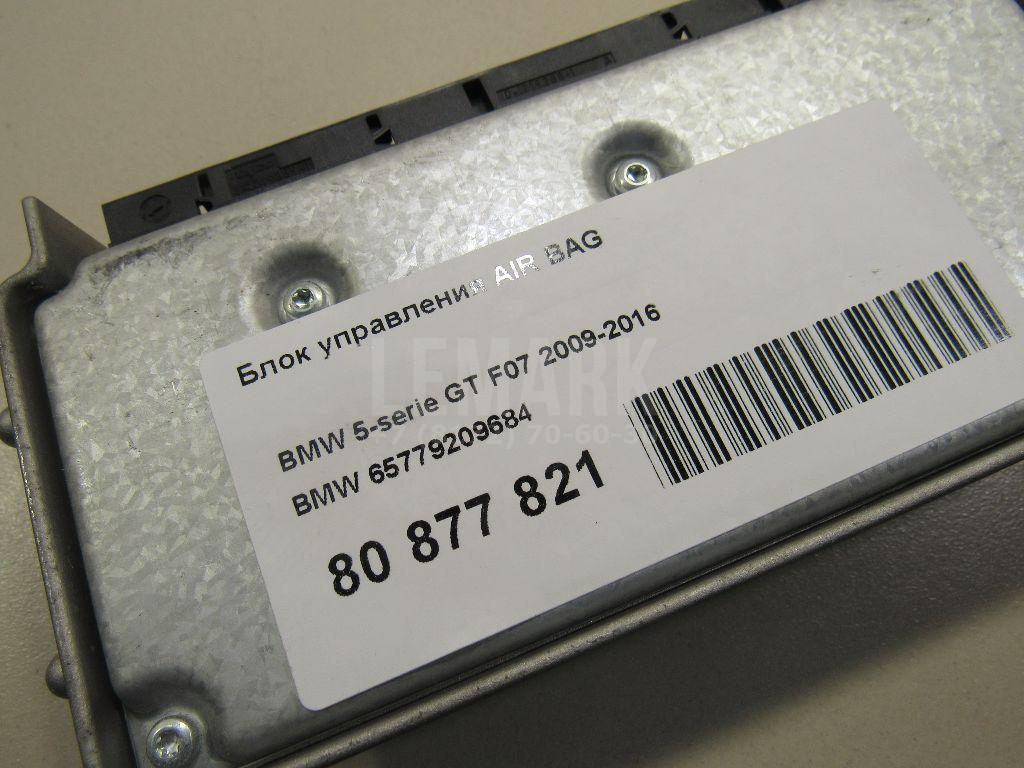 Блок управления AIR BAG
BMW 5-serie GT F07 2009-2016
BMW 65779209684
80 877 821
LEMARK